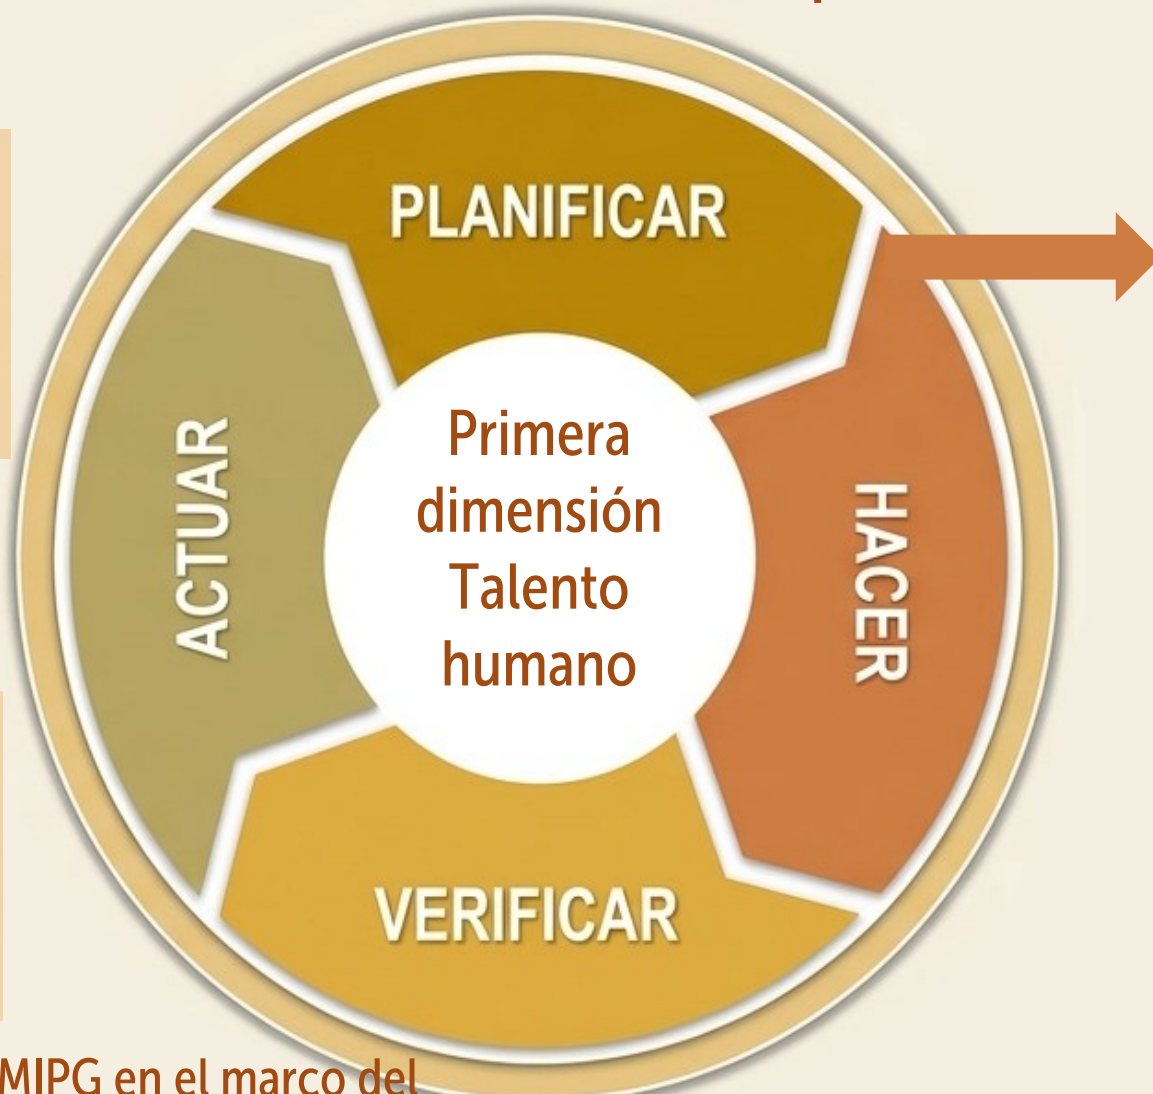 PLANIFICAR
ACTUAR
Primera
dimensión
Talento
humano
HACER
VERIFICAR
MIPG en el marco del